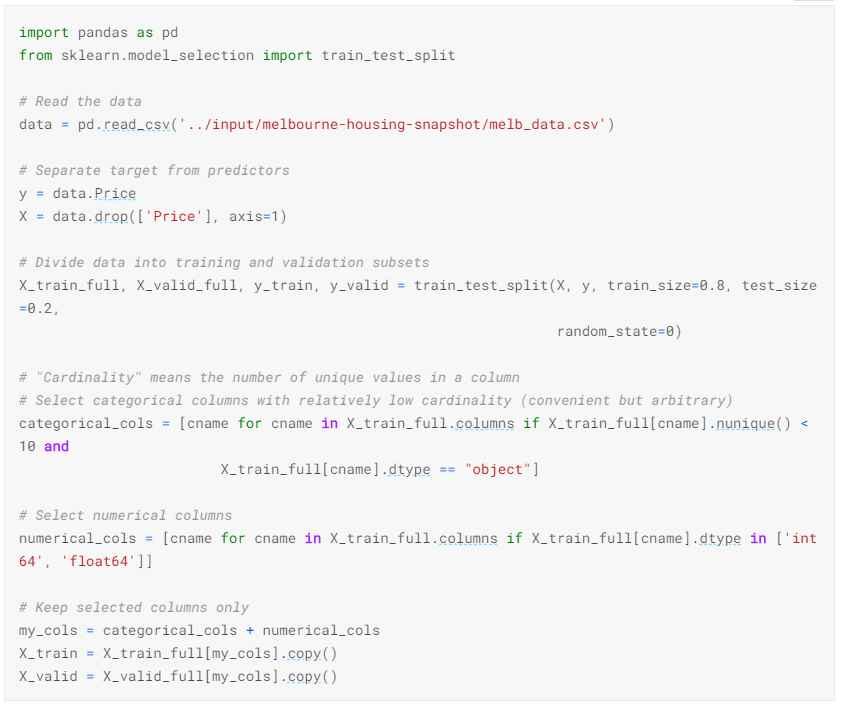 import pandas as pd
from sklearn.model_selection import train_test_split
# Read the data
data = pd.read_csv('../input/melbourne-housing-snapshot/melb_data.csv')
# Separate target from predictors
y = data.Price
X = data.drop(['Price'], axis=1)
# Divide data into training and validation subsets
X_train_full, X_valid_full, y_train, y_valid = train_test_split(X, y, train_size=0.8, test_size
=0.2,
random_state=0)
# "Cardinality" means the number of unique values in a column
# Select categorical columns with relatively low cardinality (convenient but arbitrary)
categorical_cols = [cname for cname in X_train_full.columns if X_train_full[cname].nunique() <
10 and
X_train_full[cname].dtype == "object"]
# Select numerical columns
numerical_cols = [cname for cname in X_train_full.columns if X_train_full[cname].dtype in ['int
64', 'float64']]
# Keep selected columns only
my_cols = categorical_cols + numerical_cols
X_train = X_train_full[my_cols].copy()
X_valid = X_valid_full[my_cols].copy()